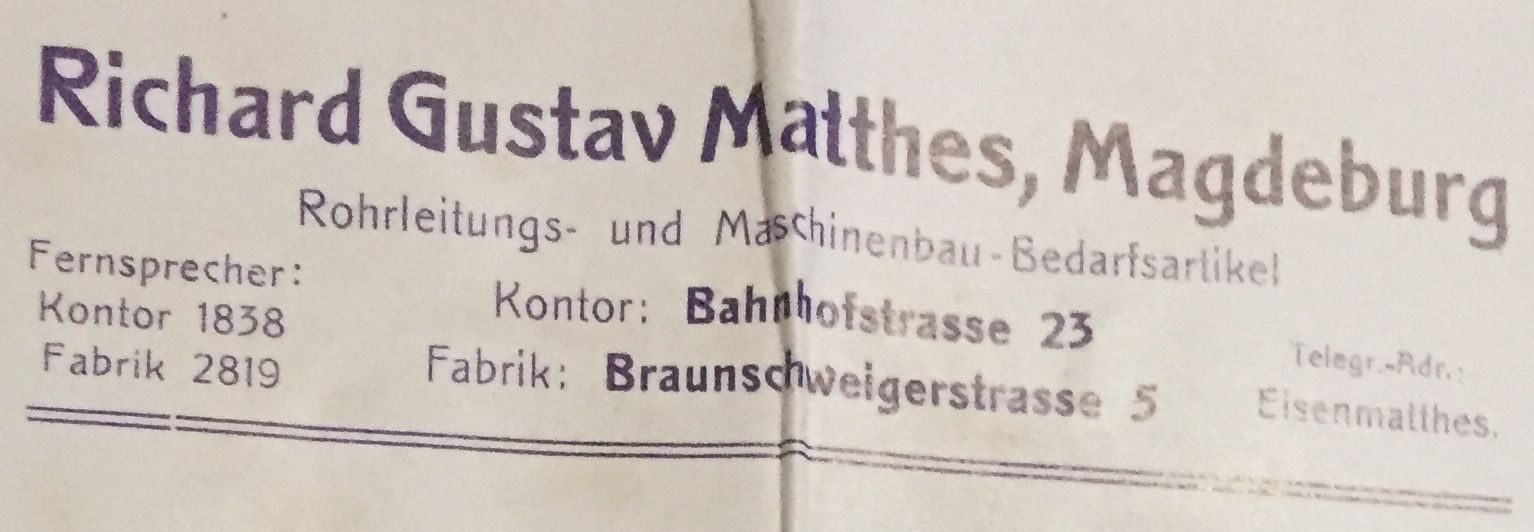 Richard Gustav Matthes, Magdeburg
Rohrleitungs- und Maschinenbau-Bedarfsartikel
Fernsprecher:
Kontor 1838
Fabrik 2819
Kontor: Bahnhofstrasse 23
Fabrik: Braunschweigerstrasse 5
Telegr.-Adr.:
Eisenmatthes.